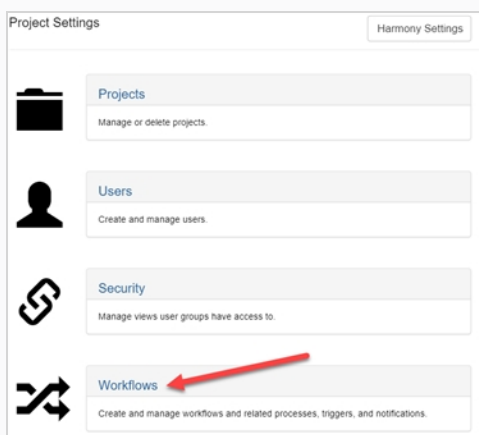 Project Settings
Harmony Settings
Projects
Manage or delete projects.
Users
Create and manage users.
Security
Manage views user groups have access to.
Workflows
Create and manage workflows and related processes, triggers, and notifications.